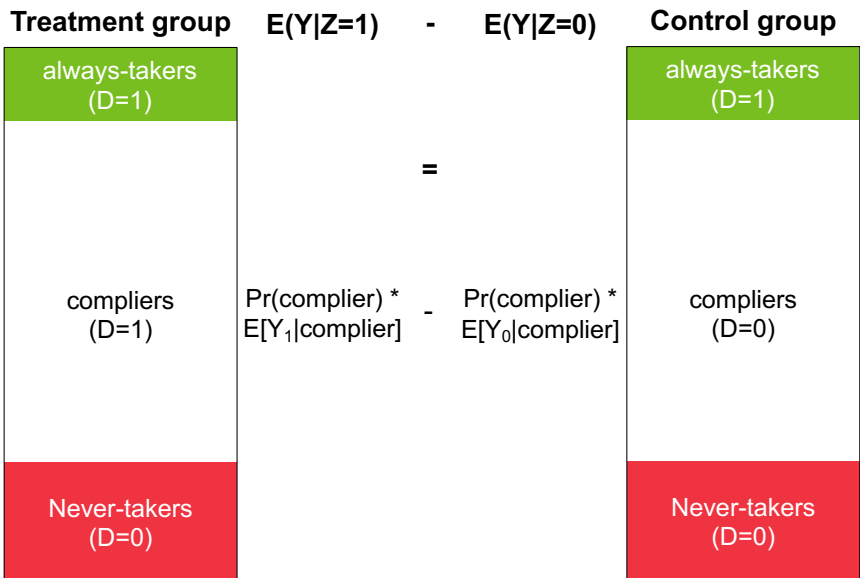 Treatment group E(Y|Z=1) - E(Y|Z=0) Control group
always-takers always-takers
(D=1) (D=1)
=
compliers Pr(complier) * - Pr(complier) * compliers
(D=1) E[Y₁|complier] E[Y₀|complier] (D=0)
Never-takers Never-takers
(D=0) (D=0)